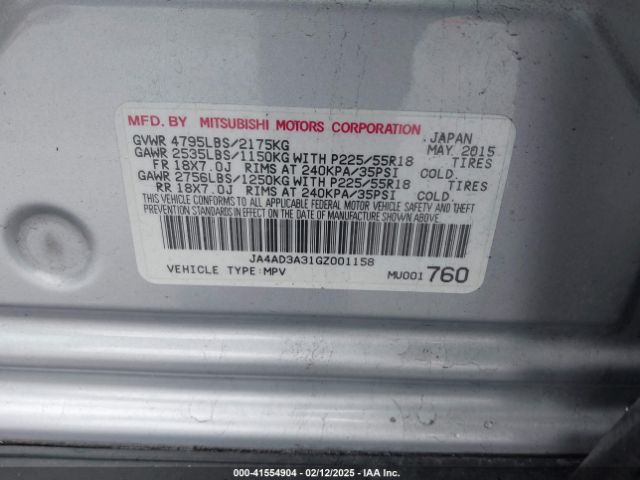 MFD. BY MITSUBISHI MOTORS CORPORATION JAPAN
GVWR 4795LBS/2175KG MAY 2015
GAWR 2535LBS/1150KG WITH P225/55R18 TIRES
FR 18X7.0J RIMS AT 240KPA/35PSI COLD.
GAWR 2756LBS/1250KG WITH P225/55R18 TIRES
RR 18X7.0J RIMS AT 240KPA/35PSI COLD.
THIS VEHICLE CONFORMS TO ALL APPLICABLE FEDERAL MOTOR VEHICLE SAFETY AND THEFT
PREVENTION STANDARDS IN EFFECT ON THE DATE OF MANUFACTURE SHOWN ABOVE.
JA4AD3A31GZ001158
VEHICLE TYPE:MPV MU001 760
000-41554904 - 02/12/2025 - IAA Inc.